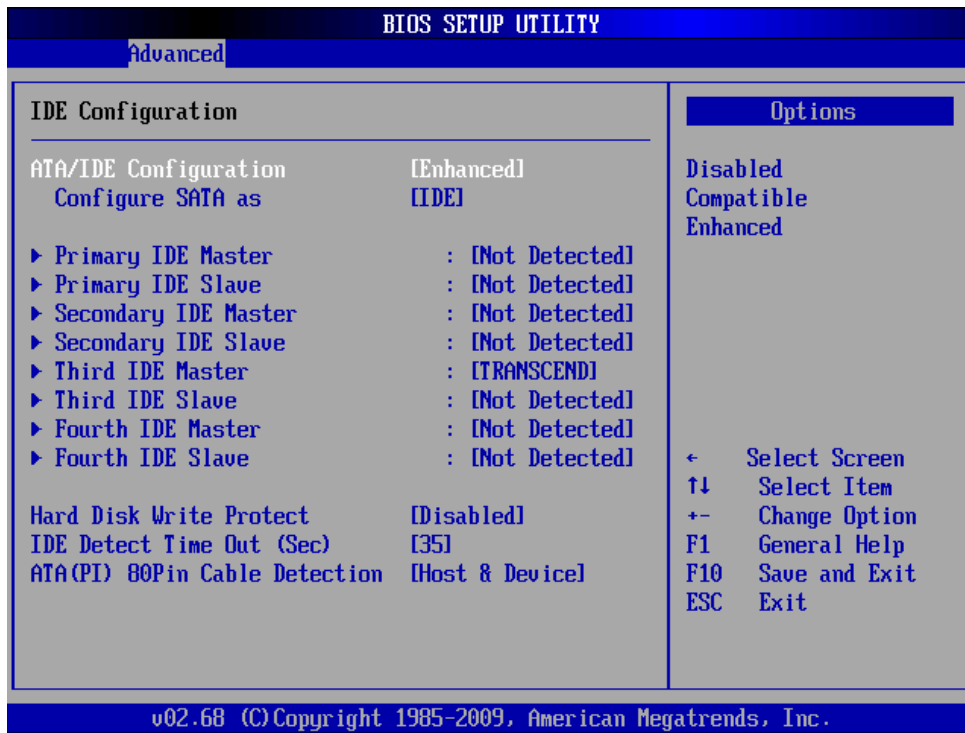 BIOS SETUP UTILITY
Advanced
IDE Configuration
ATA/IDE Configuration [Enhanced]
Configure SATA as [IDE]
▶ Primary IDE Master : [Not Detected]
▶ Primary IDE Slave : [Not Detected]
▶ Secondary IDE Master : [Not Detected]
▶ Secondary IDE Slave : [Not Detected]
▶ Third IDE Master : [TRANSCEND]
▶ Third IDE Slave : [Not Detected]
▶ Fourth IDE Master : [Not Detected]
▶ Fourth IDE Slave : [Not Detected]
Hard Disk Write Protect [Disabled]
IDE Detect Time Out (Sec) [35]
ATA(PI) 80Pin Cable Detection [Host & Device]
Options
Disabled
Compatible
Enhanced
← Select Screen
↑↓ Select Item
+- Change Option
F1 General Help
F10 Save and Exit
ESC Exit
v02.68 (C)Copyright 1985-2009, American Megatrends, Inc.